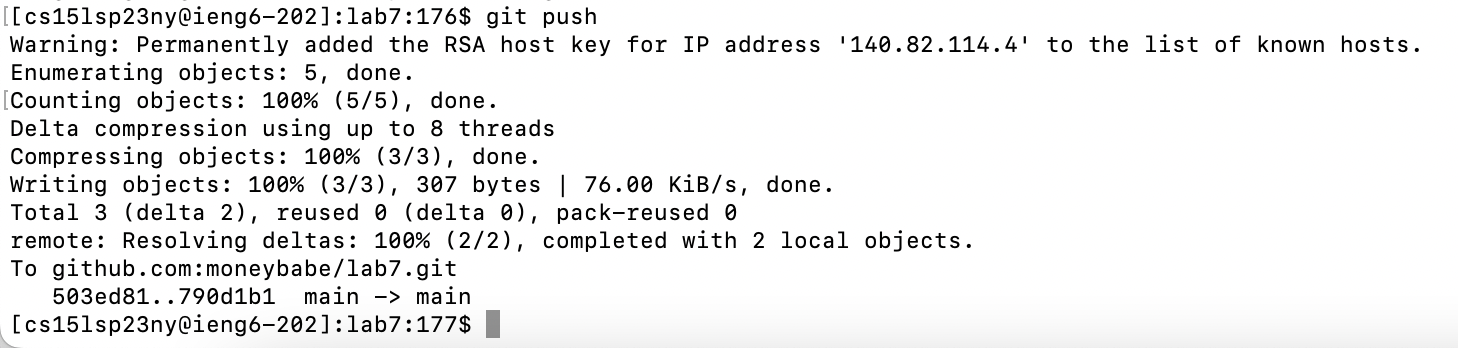 [[cs15lsp23ny@ieng6-202]:lab7:176$ git push
Warning: Permanently added the RSA host key for IP address '140.82.114.4' to the list of known hosts.
Enumerating objects: 5, done.
[Counting objects: 100% (5/5), done.
Delta compression using up to 8 threads
Compressing objects: 100% (3/3), done.
Writing objects: 100% (3/3), 307 bytes | 76.00 KiB/s, done.
Total 3 (delta 2), reused 0 (delta 0), pack-reused 0
remote: Resolving deltas: 100% (2/2), completed with 2 local objects.
To github.com:moneybabe/lab7.git
   503ed81..790d1b1  main -> main
[cs15lsp23ny@ieng6-202]:lab7:177$